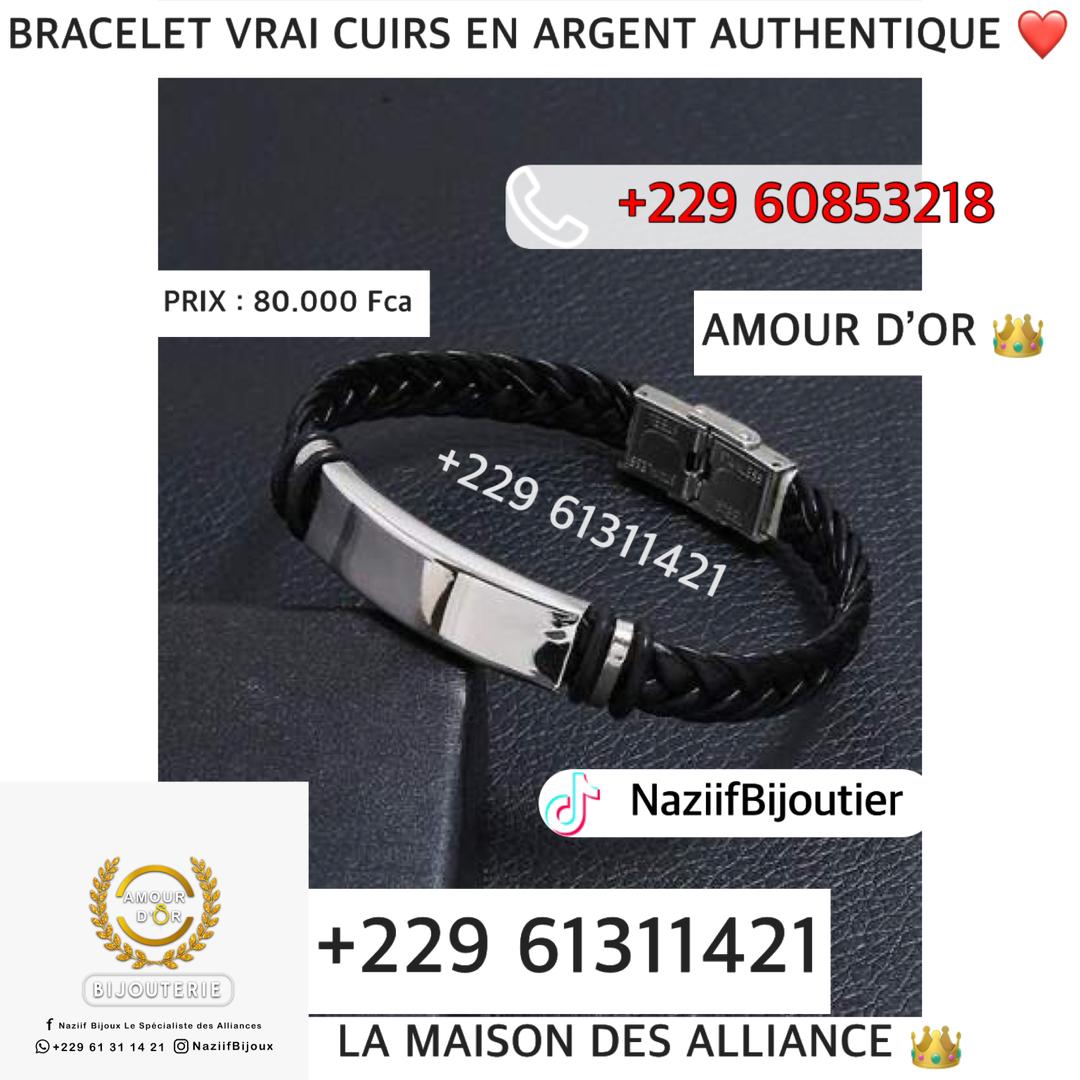 BRACELET VRAI CUIRS EN ARGENT AUTHENTIQUE ❤️
+229 60853218
PRIX : 80.000 Fca
AMOUR D’OR 👑
+229 61311421
NaziifBijoutier
AMOUR
D'OR
BIJOUTERIE
+229 61311421
Naziif Bijoux Le Spécialiste des Alliances
+229 61 31 14 21 NaziifBijoux
LA MAISON DES ALLIANCE 👑